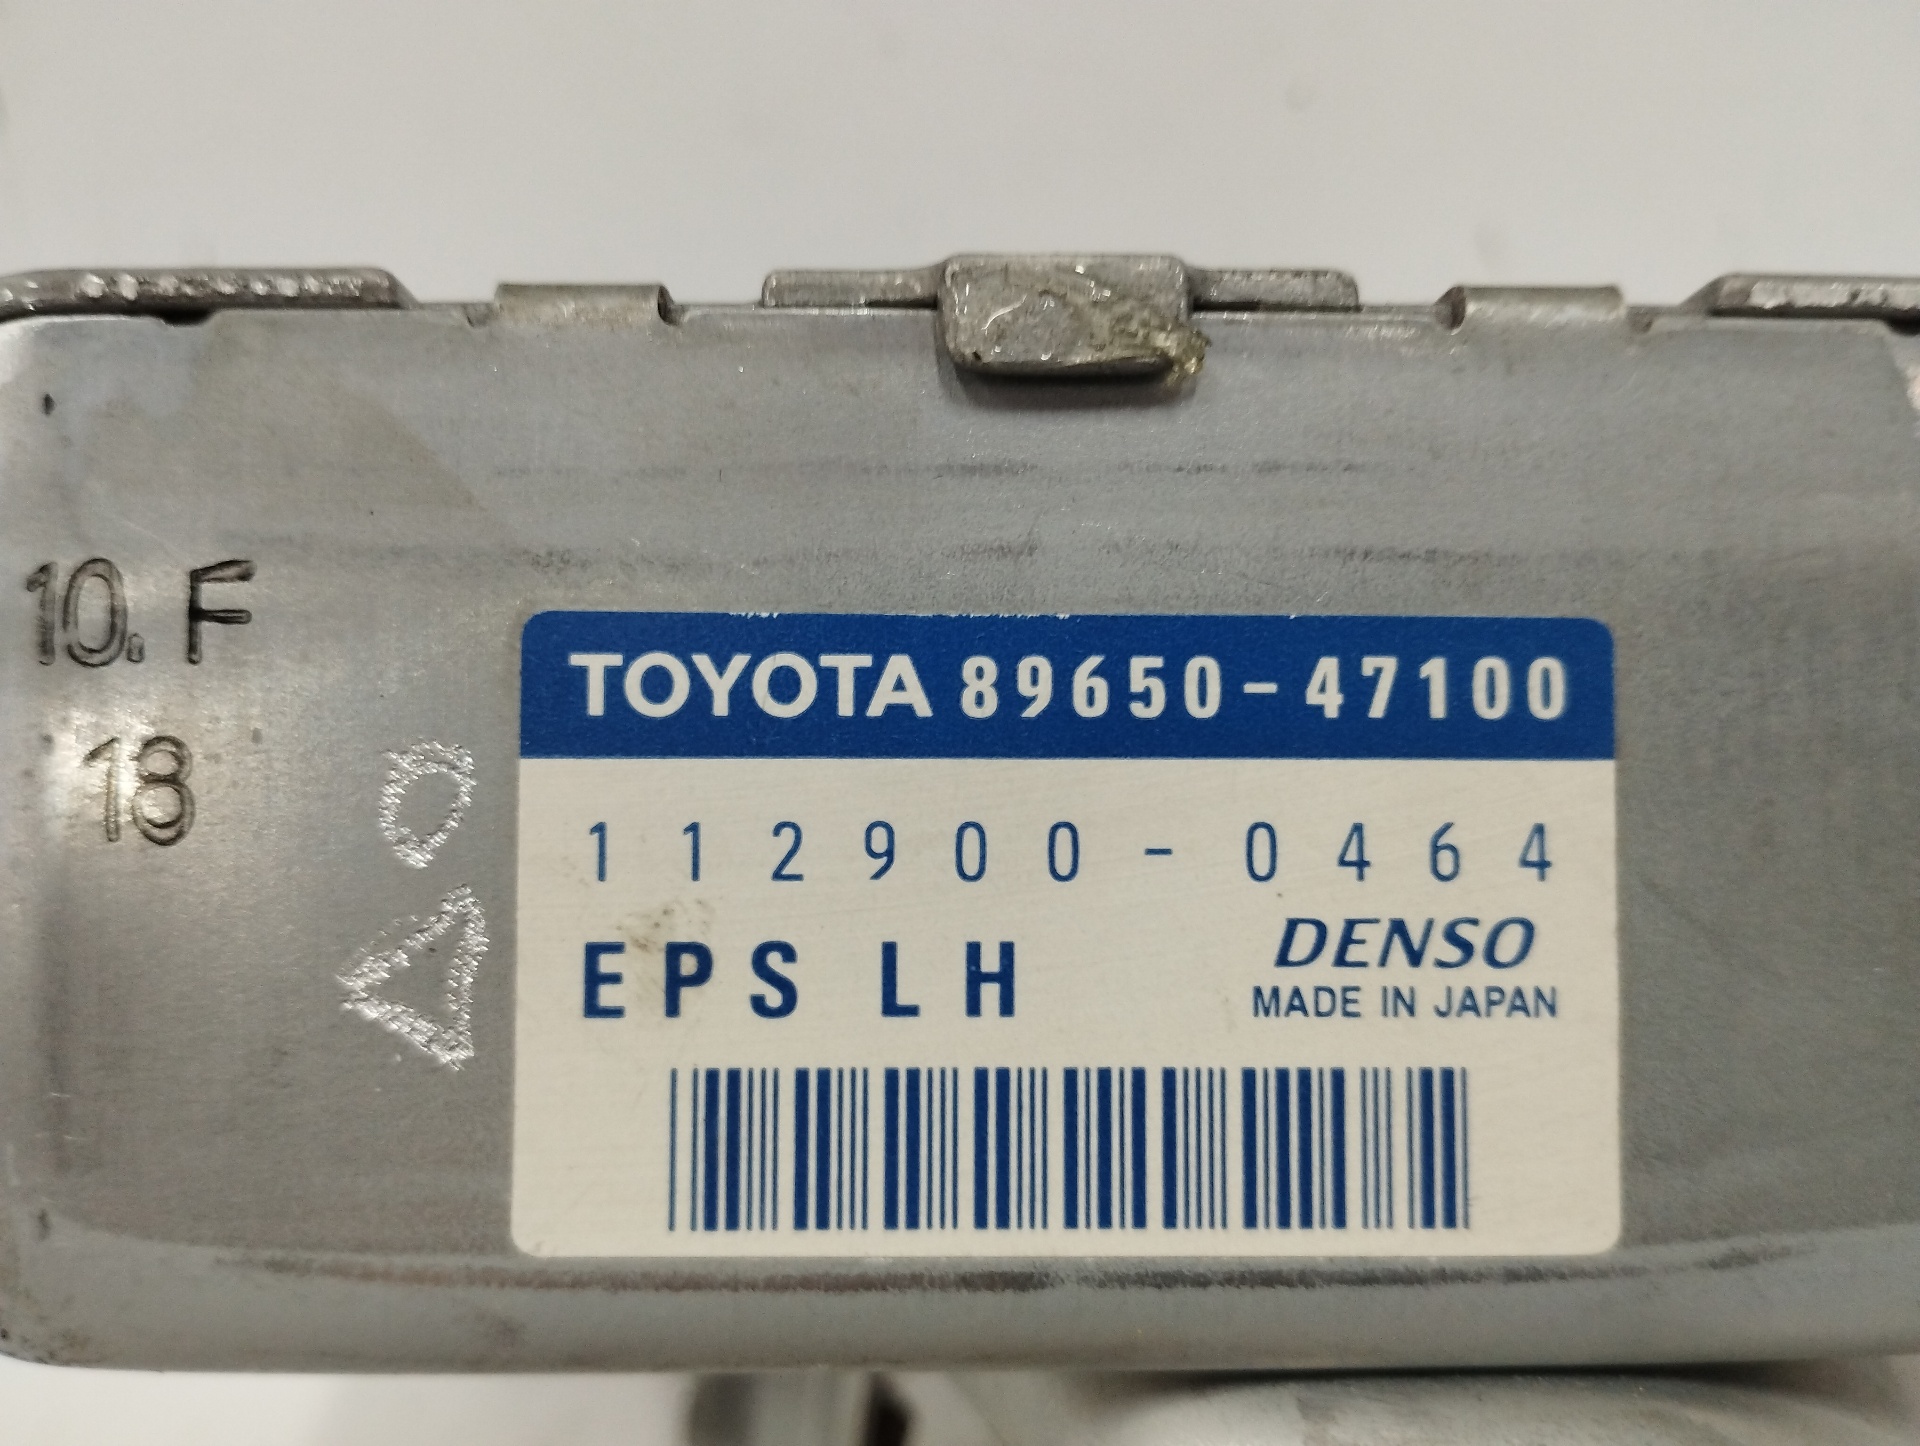 10. F
18
TOYOTA 89650-47100
112900-0464
EPS LH
DENSO
MADE IN JAPAN